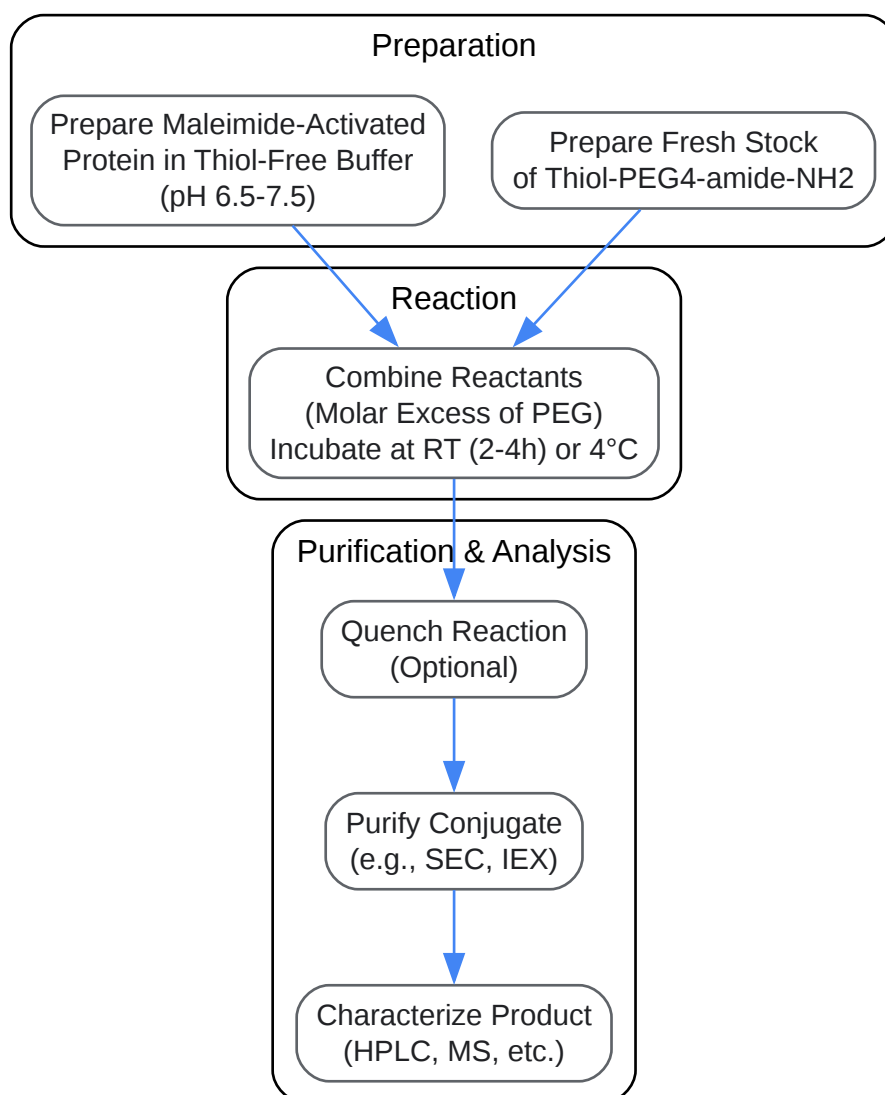 Preparation
Prepare Maleimide-Activated
Protein in Thiol-Free Buffer
(pH 6.5-7.5)
Prepare Fresh Stock
of Thiol-PEG4-amide-NH2
Reaction
Combine Reactants
(Molar Excess of PEG)
Incubate at RT (2-4h) or 4°C
Purification & Analysis
Quench Reaction
(Optional)
Purify Conjugate
(e.g., SEC, IEX)
Characterize Product
(HPLC, MS, etc.)